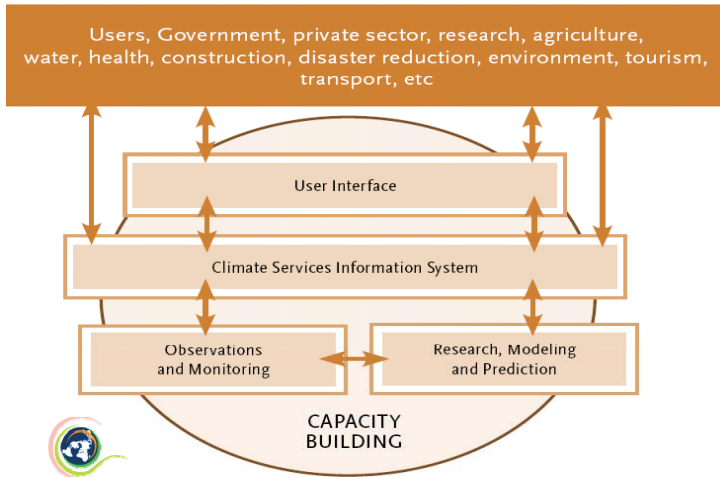 Users, Government, private sector, research, agriculture,
water, health, construction, disaster reduction, environment, tourism,
transport, etc
User Interface
Climate Services Information System
Observations
and Monitoring
Research, Modeling
and Prediction
CAPACITY
BUILDING